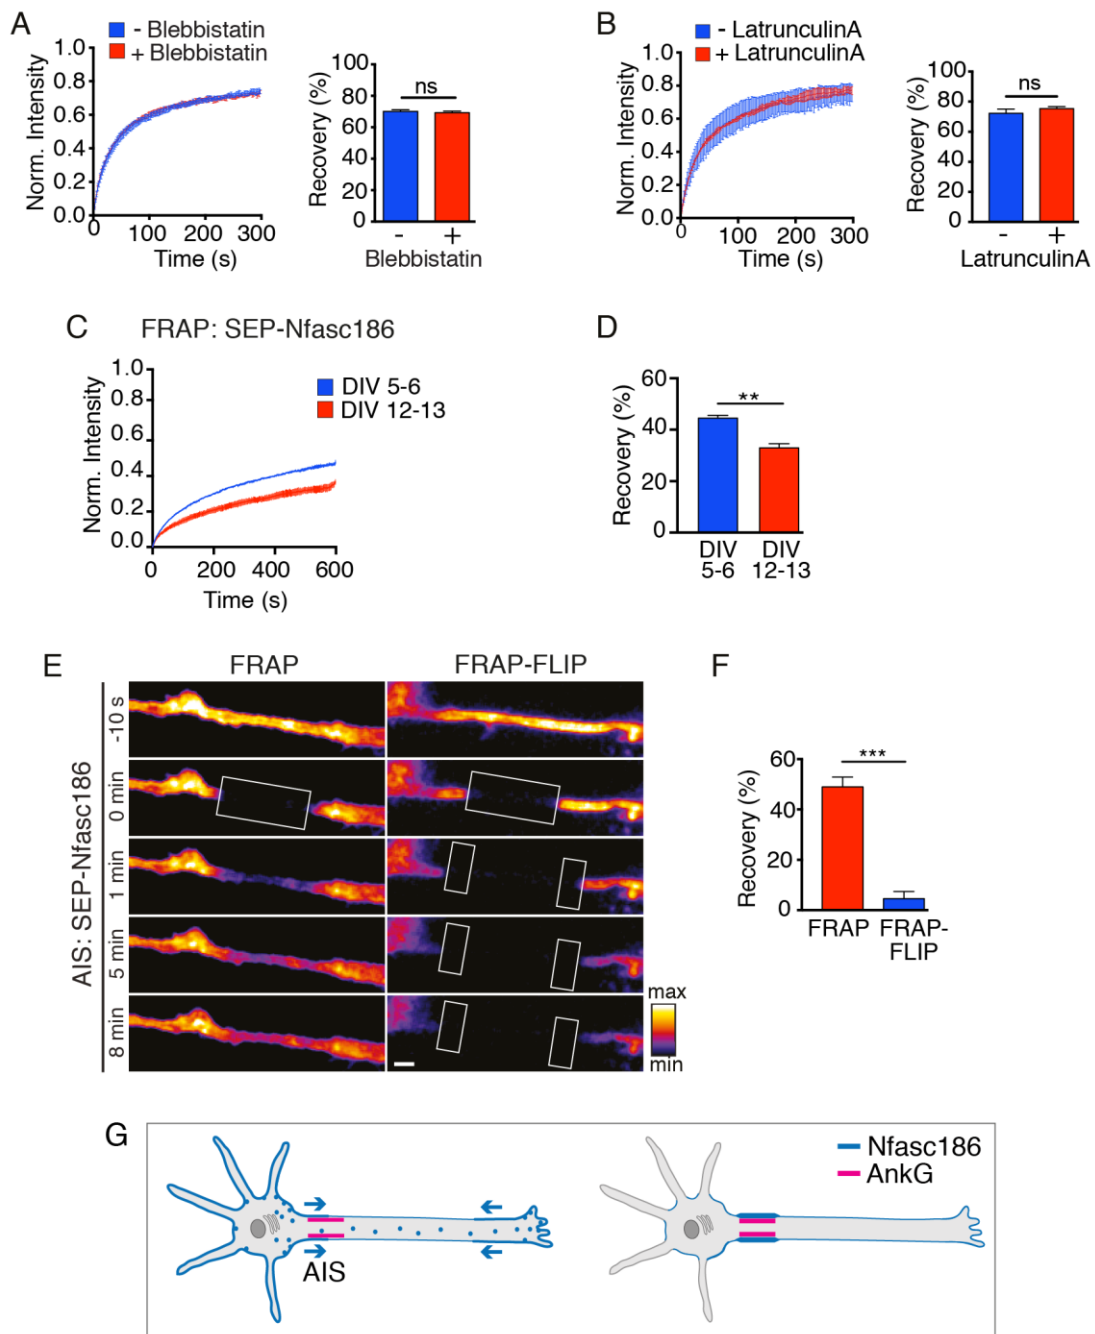 A
- Blebbistatin
+ Blebbistatin
Norm. Intensity
1.0
0.8
0.6
0.4
0.2
0.0
0 100 200 300
Time (s)
Recovery (%)
100
80
60
40
20
0
ns
- +
Blebbistatin
B
- LatrunculinA
+ LatrunculinA
Norm. Intensity
1.0
0.8
0.6
0.4
0.2
0.0
0 100 200 300
Time (s)
Recovery (%)
100
80
60
40
20
0
ns
- +
LatrunculinA
C FRAP: SEP-Nfasc186
DIV 5-6
DIV 12-13
Norm. Intensity
1.0
0.8
0.6
0.4
0.2
0.0
0 200 400 600
Time (s)
D
Recovery (%)
60
40
20
0
**
DIV DIV
5-6 12-13
E
FRAP FRAP-FLIP
AIS: SEP-Nfasc186
-10 s
0 min
1 min
5 min
8 min
max
min
F
Recovery (%)
60
40
20
0
***
FRAP FRAP-
FLIP
G
AIS
Nfasc186
AnkG